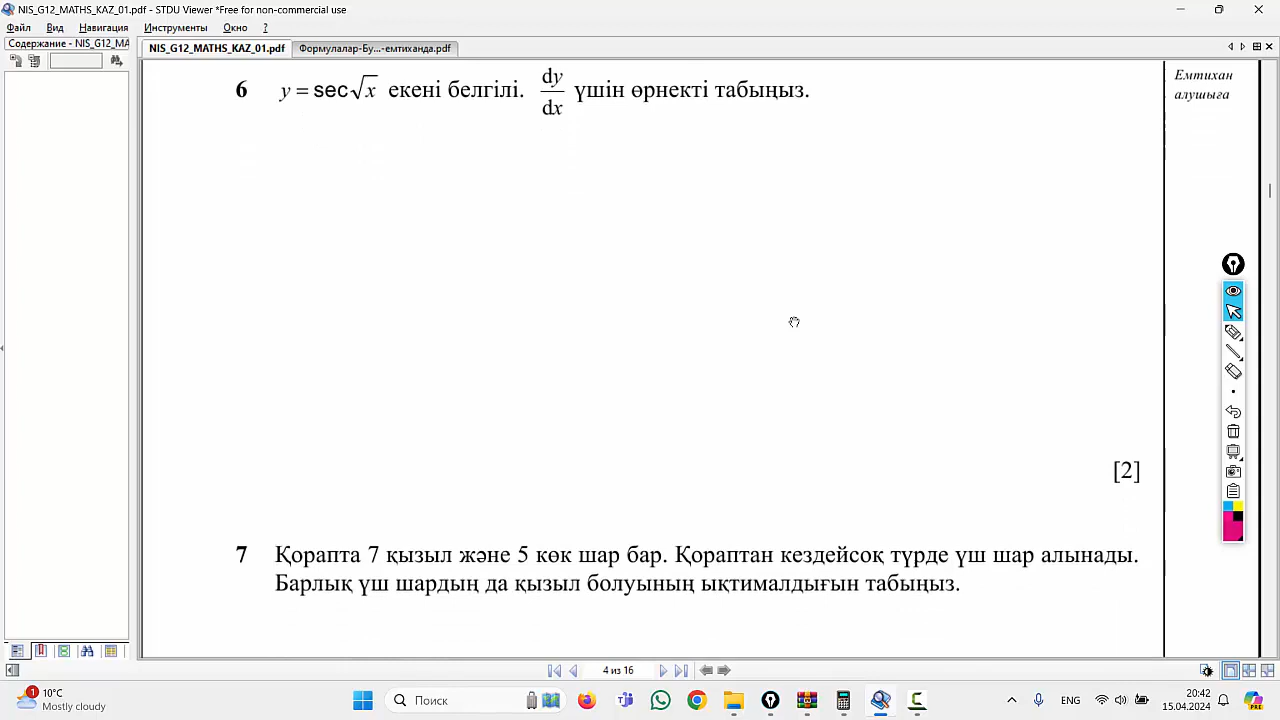 NIS_G12_MATHS_KAZ_01.pdf - STDU Viewer *Free for non-commercial use
Файл Вид Навигация Инструменты Окно ?
Содержание - NIS_G12_MA
NIS_G12_MATHS_KAZ_01.pdf Формулалар-Бу...-емтиханда.pdf
6 y = sec√x екені белгілі. dy/dx үшін өрнекті табыңыз.
Емтихан
алушыға
[2]
7 Қорапта 7 қызыл және 5 көк шар бар. Қораптан кездейсоқ түрде үш шар алынады.
Барлық үш шардың да қызыл болуының ықтималдығын табыңыз.
4 из 16
1
10°C
Mostly cloudy
Поиск
ENG
20:42
15.04.2024
PRE